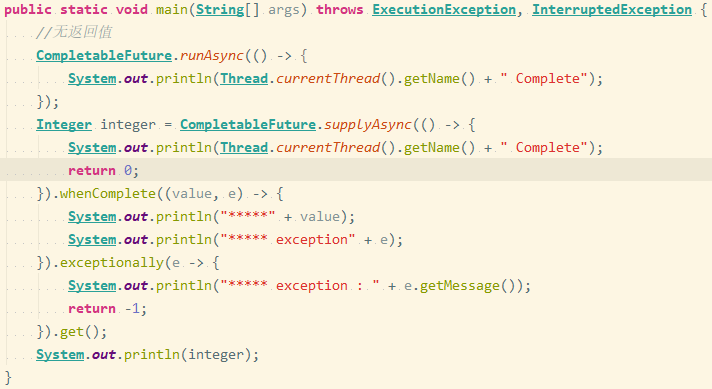 public static void main(String[] args) throws ExecutionException, InterruptedException {
    //无返回值
    CompletableFuture.runAsync(() -> {
        System.out.println(Thread.currentThread().getName() + " Complete");
    });
    Integer integer = CompletableFuture.supplyAsync(() -> {
        System.out.println(Thread.currentThread().getName() + " Complete");
        return 0;
    }).whenComplete((value, e) -> {
        System.out.println("*****" + value);
        System.out.println("***** exception" + e);
    }).exceptionally(e -> {
        System.out.println("***** exception : " + e.getMessage());
        return -1;
    }).get();
    System.out.println(integer);
}